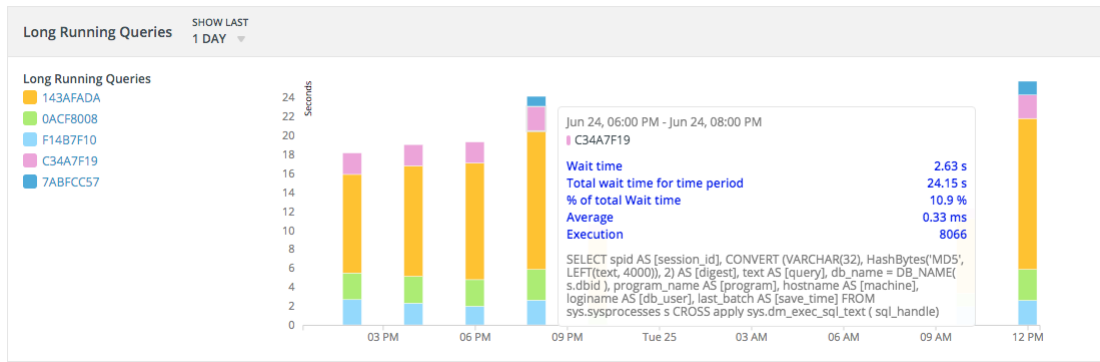 Long Running Queries
SHOW LAST
1 DAY
Long Running Queries
143AFADA
0ACF8008
F14B7F10
C34A7F19
7ABFCC57
Seconds
24
22
20
18
16
14
12
10
8
6
4
2
0
Jun 24, 06:00 PM - Jun 24, 08:00 PM
C34A7F19
Wait time 2.63 s
Total wait time for time period 24.15 s
% of total Wait time 10.9 %
Average 0.33 ms
Execution 8066
SELECT spid AS [session_id], CONVERT (VARCHAR(32), HashBytes('MD5',
LEFT(text, 4000)), 2) AS [digest], text AS [query], db_name = DB_NAME(
s.dbid ), program_name AS [program], hostname AS [machine],
loginame AS [db_user], last_batch AS [save_time] FROM
sys.sysprocesses s CROSS apply sys.dm_exec_sql_text ( sql_handle)
03 PM 06 PM 09 PM Tue 25 03 AM 06 AM 09 AM 12 PM